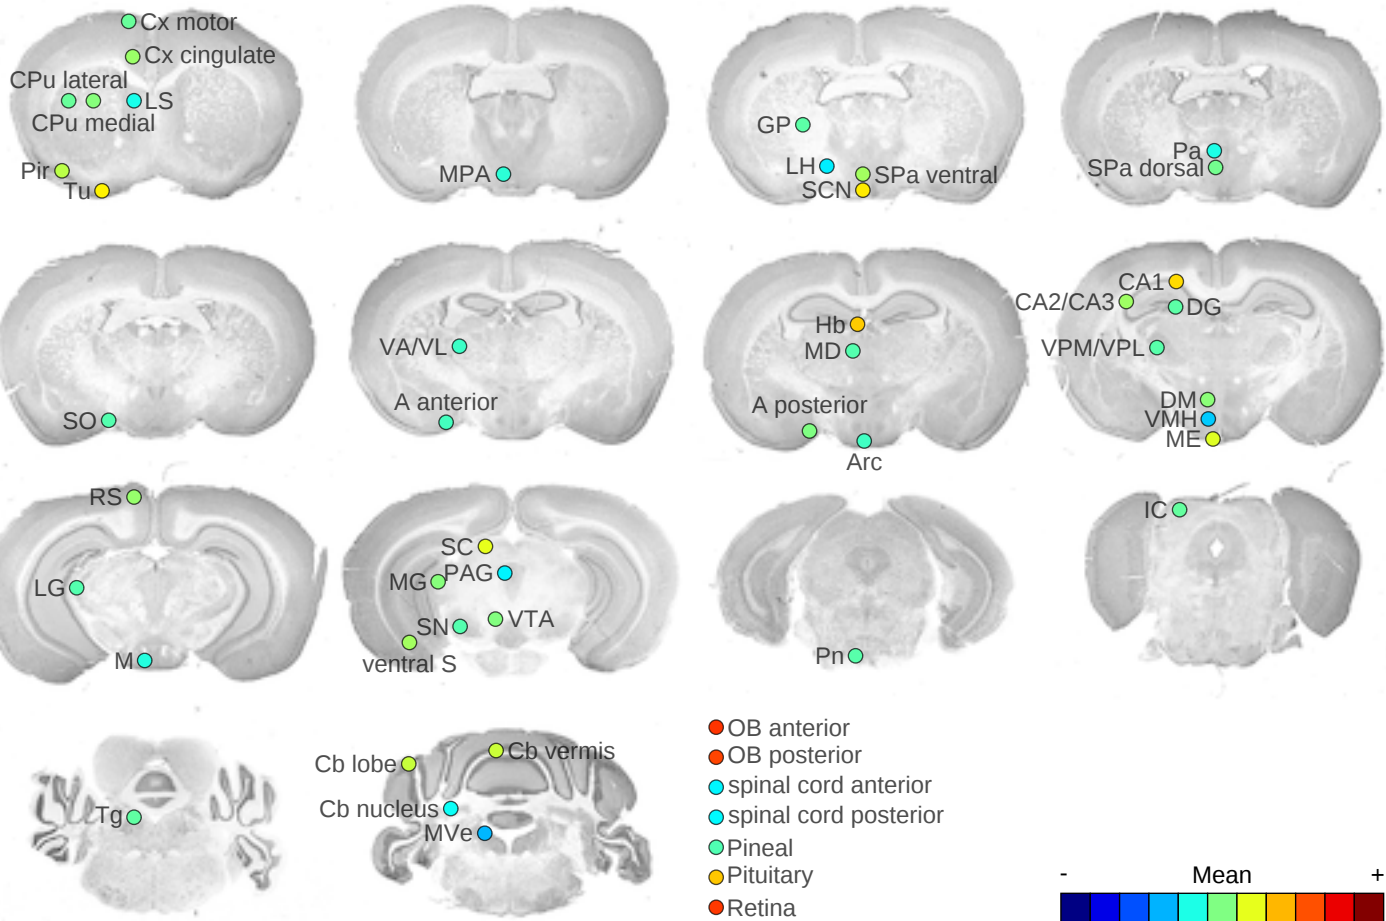 Cx motor
Cx cingulate
CPu lateral
LS
CPu medial
Pir
Tu
MPA
GP
LH
SPa ventral
SCN
Pa
SPa dorsal
SO
VA/VL
A anterior
Hb
MD
A posterior
Arc
CA1
CA2/CA3
DG
VPM/VPL
DM
VMH
ME
RS
LG
M
SC
PAG
MG
VTA
SN
ventral S
Pn
IC
Tg
Cb vermis
Cb lobe
Cb nucleus
MVe
OB anterior
OB posterior
spinal cord anterior
spinal cord posterior
Pineal
Pituitary
Retina
- Mean +